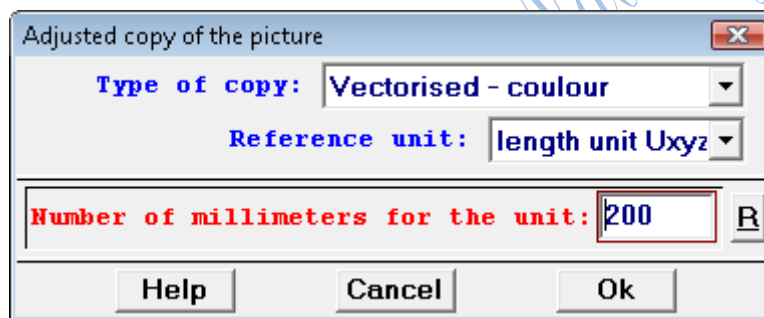 Adjusted copy of the picture
Type of copy: Vectorised - coulour
Reference unit: length unit Uxyz
Number of millimeters for the unit: 200 R
Help Cancel Ok